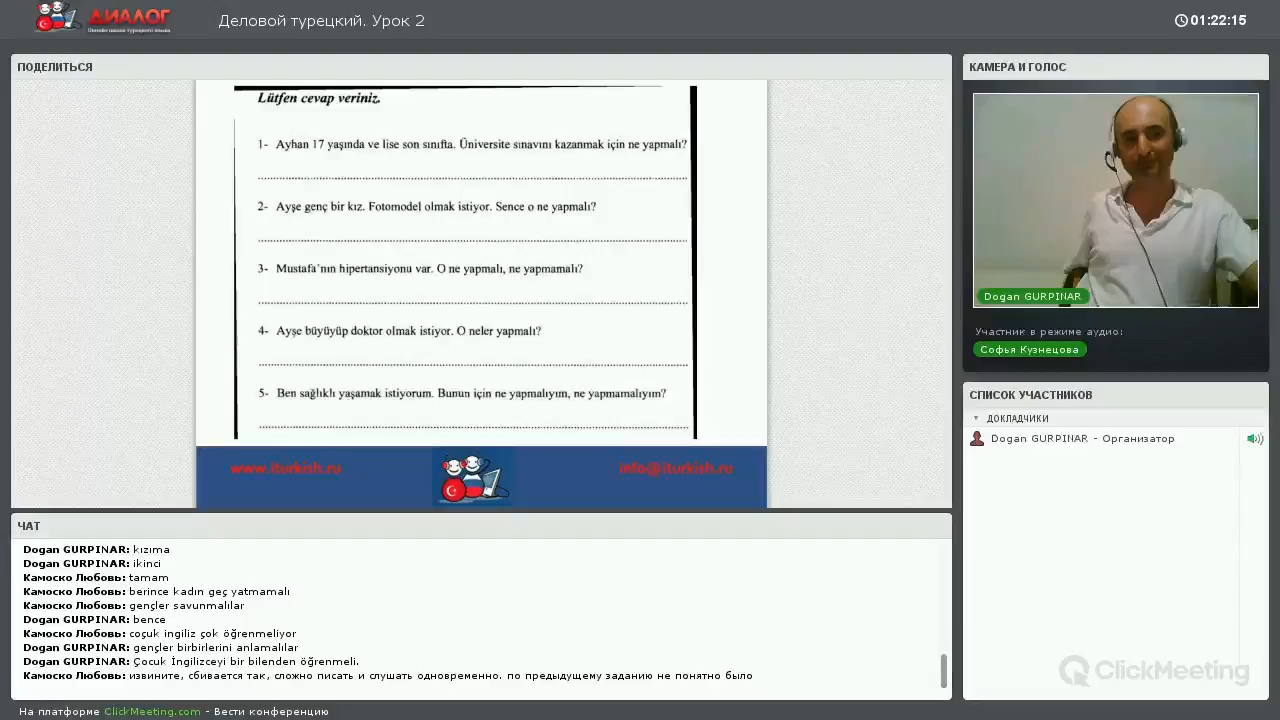 ДИАЛОГ
Онлайн школа турецкого языка
Деловой турецкий. Урок 2
01:22:15
ПОДЕЛИТЬСЯ
Lütfen cevap veriniz.
1- Ayhan 17 yaşında ve lise son sınıfta. Üniversite sınavını kazanmak için ne yapmalı?
2- Ayşe genç bir kız. Fotomodel olmak istiyor. Sence o ne yapmalı?
3- Mustafa'nın hipertansiyonu var. O ne yapmalı, ne yapmamalı?
4- Ayşe büyüyüp doktor olmak istiyor. O neler yapmalı?
5- Ben sağlıklı yaşamak istiyorum. Bunun için ne yapmalıyım, ne yapmamalıyım?
www.iturkish.ru
info@iturkish.ru
КАМЕРА И ГОЛОС
Dogan GURPINAR
Участник в режиме аудио:
Софья Кузнецова
СПИСОК УЧАСТНИКОВ
ДОКЛАДЧИКИ
Dogan GURPINAR - Организатор
ЧАТ
Dogan GURPINAR: kızıma
Dogan GURPINAR: ikinci
Камоско Любовь: tamam
Камоско Любовь: berince kadın geç yatmamalı
Камоско Любовь: gençler savunmalılar
Dogan GURPINAR: bence
Камоско Любовь: coşuk ingiliz çok öğrenmeliyor
Dogan GURPINAR: gençler birbirlerini anlamalılar
Dogan GURPINAR: Çocuk İngilizceyi bir bilenden öğrenmeli.
Камоско Любовь: извините, сбивается так, сложно писать и слушать одновременно. по предыдущему заданию не понятно было
ClickMeeting
На платформе ClickMeeting.com - Вести конференцию